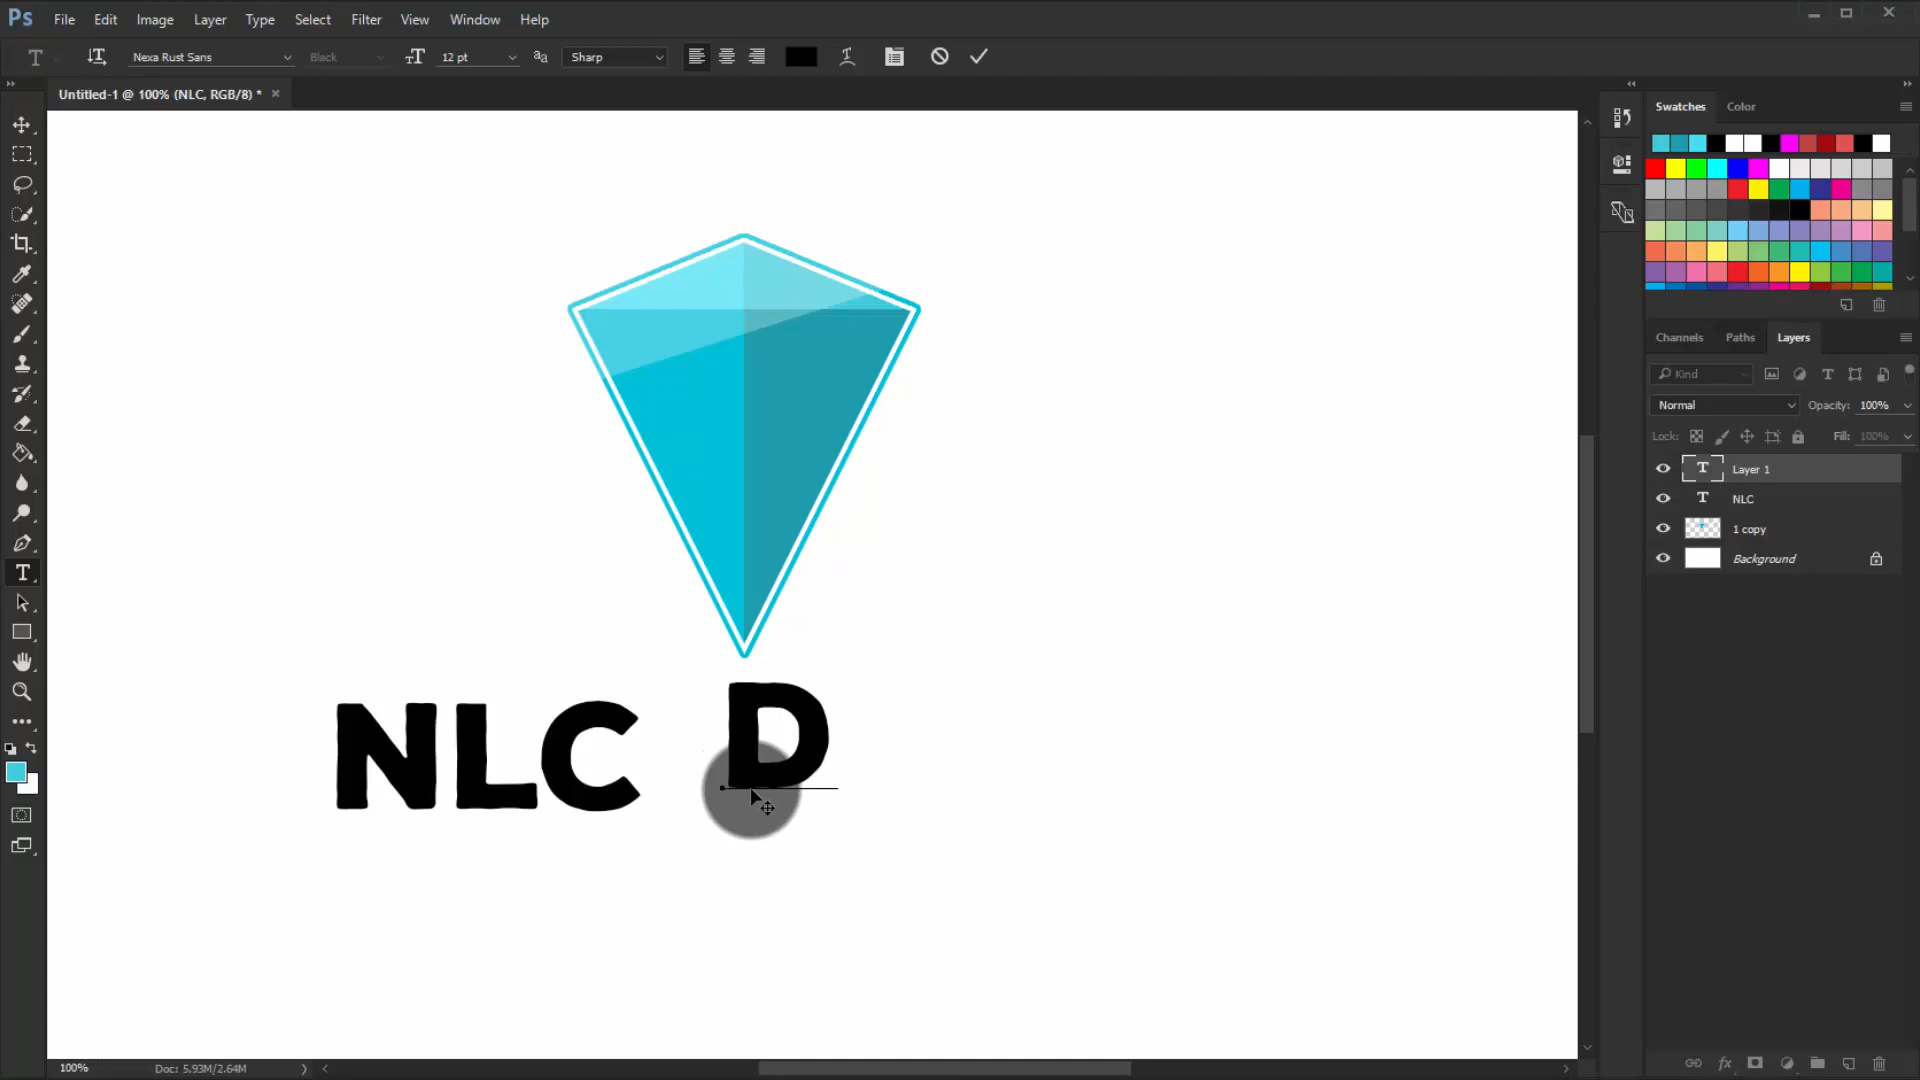 Ps File Edit Image Layer Type Select Filter View Window Help
Nexa Rust Sans Black 12 pt aa Sharp
Untitled-1 @ 100% (NLC, RGB/8) *
Swatches Color
Channels Paths Layers
Kind
Normal Opacity: 100%
Lock: Fill: 100%
T Layer 1
T NLC
1 copy
Background
NLC D
100% Doc: 5.93M/2.64M